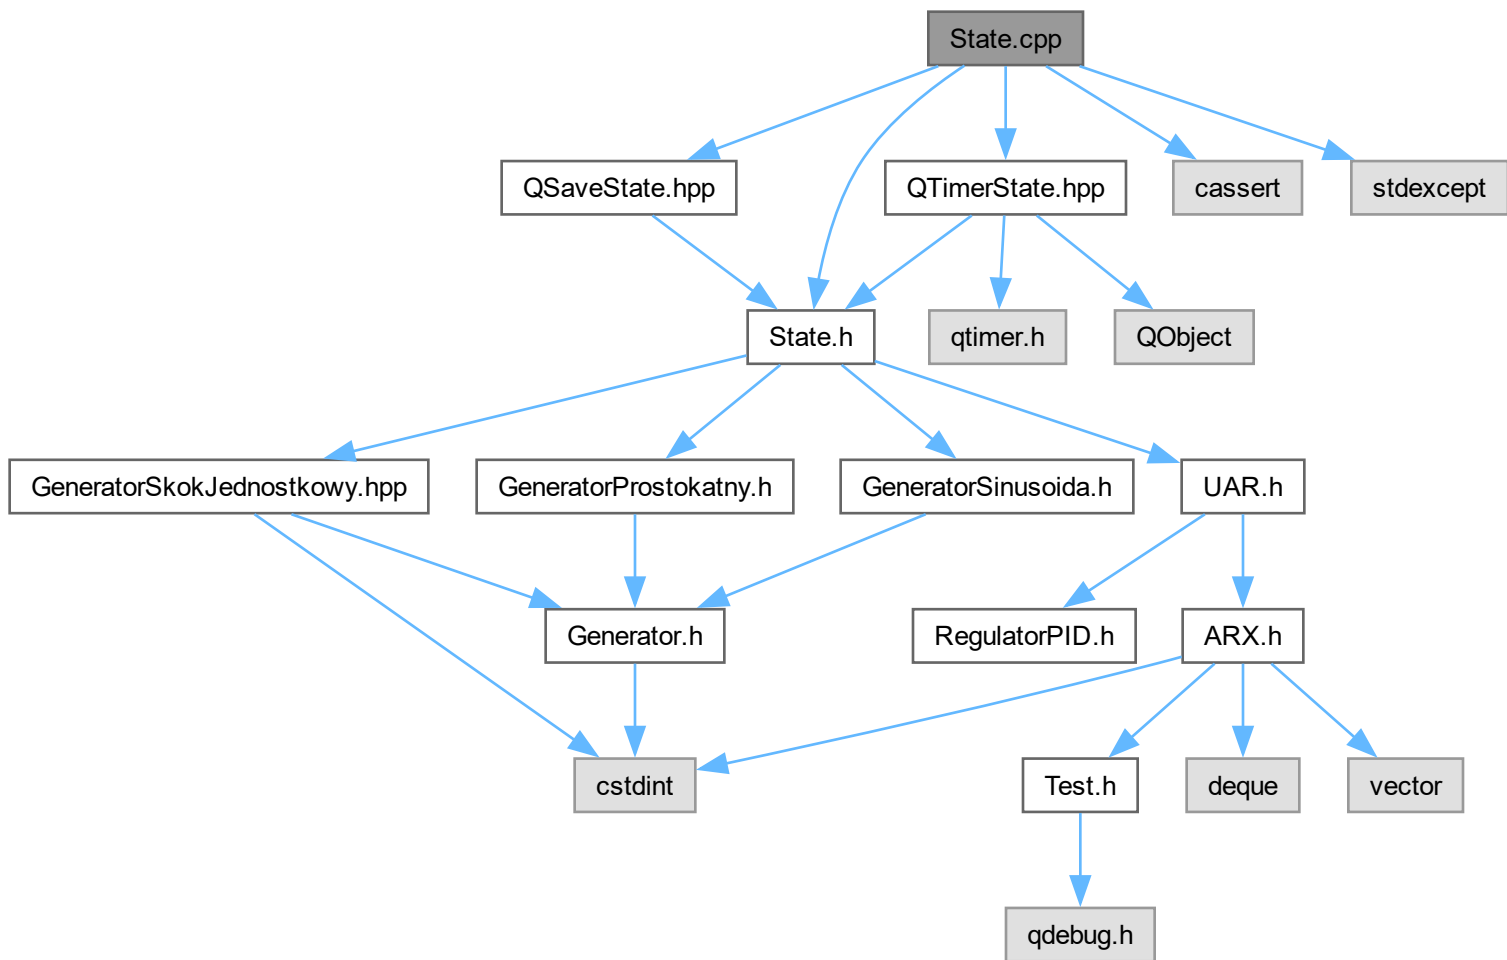 State.cpp
QSaveState.hpp
QTimerState.hpp
cassert
stdexcept
State.h
qtimer.h
QObject
GeneratorSkokJednostkowy.hpp
GeneratorProstokatny.h
GeneratorSinusoida.h
UAR.h
Generator.h
RegulatorPID.h
ARX.h
cstdint
Test.h
deque
vector
qdebug.h